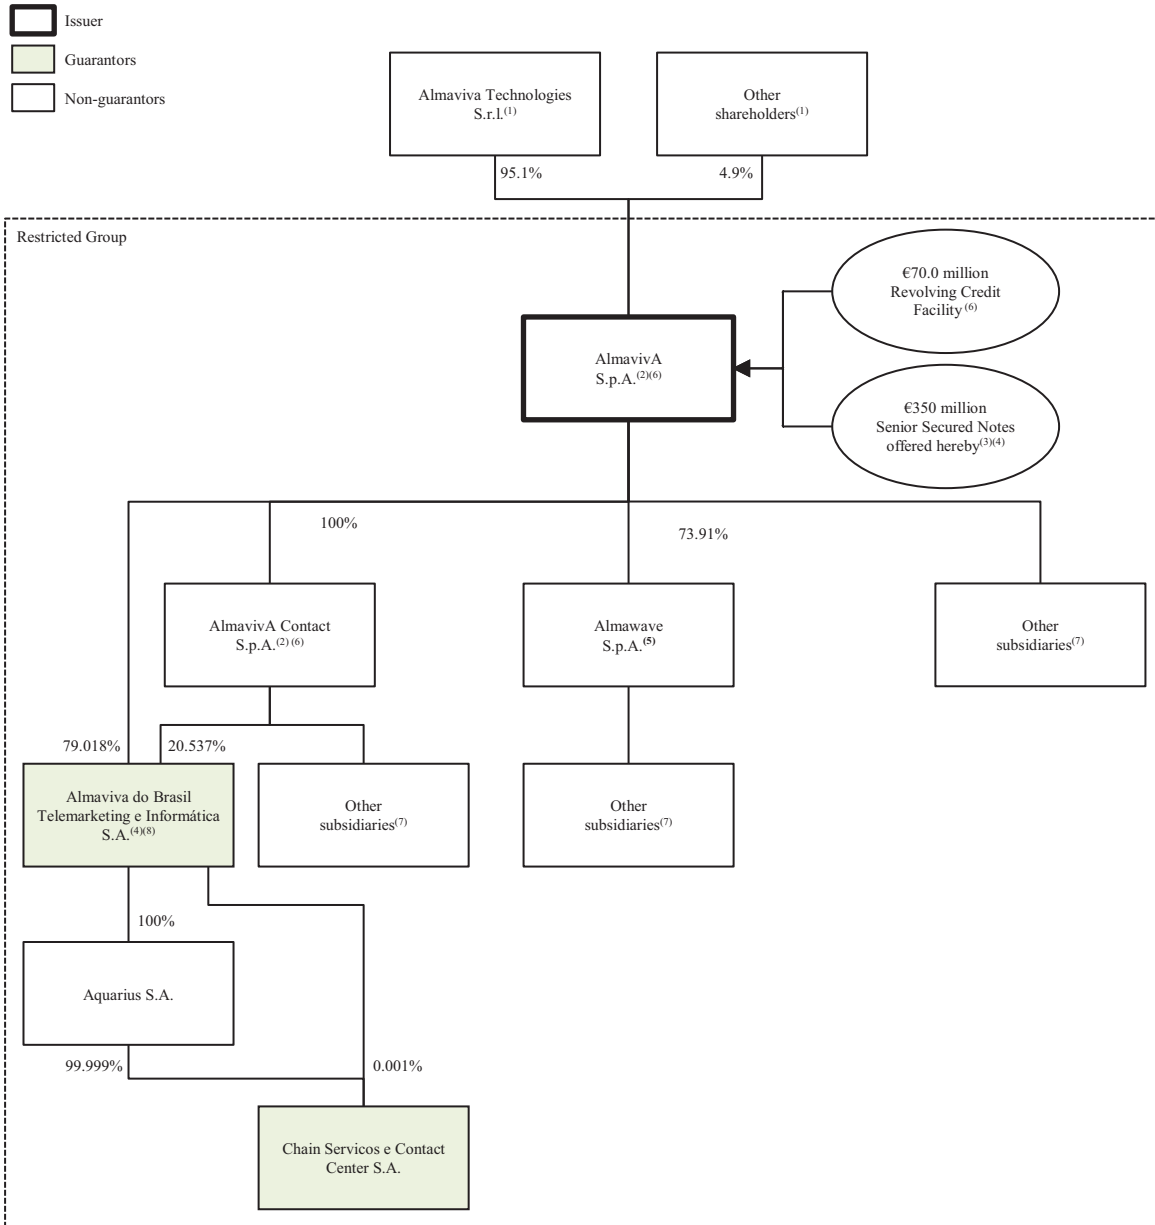 Issuer
Guarantors
Non-guarantors
Almaviva Technologies
S.r.l.(1)
Other
shareholders(1)
95.1%
4.9%
Restricted Group
€70.0 million
Revolving Credit
Facility(6)
AlmavivA
S.p.A.(2)(6)
€350 million
Senior Secured Notes
offered hereby(3)(4)
100%
73.91%
AlmavivA Contact
S.p.A.(2) (6)
Almawave
S.p.A.(5)
Other
subsidiaries(7)
79.018%
20.537%
Almaviva do Brasil
Telemarketing e Informática
S.A.(4)(8)
Other
subsidiaries(7)
Other
subsidiaries(7)
100%
Aquarius S.A.
99.999%
0.001%
Chain Servicos e Contact
Center S.A.